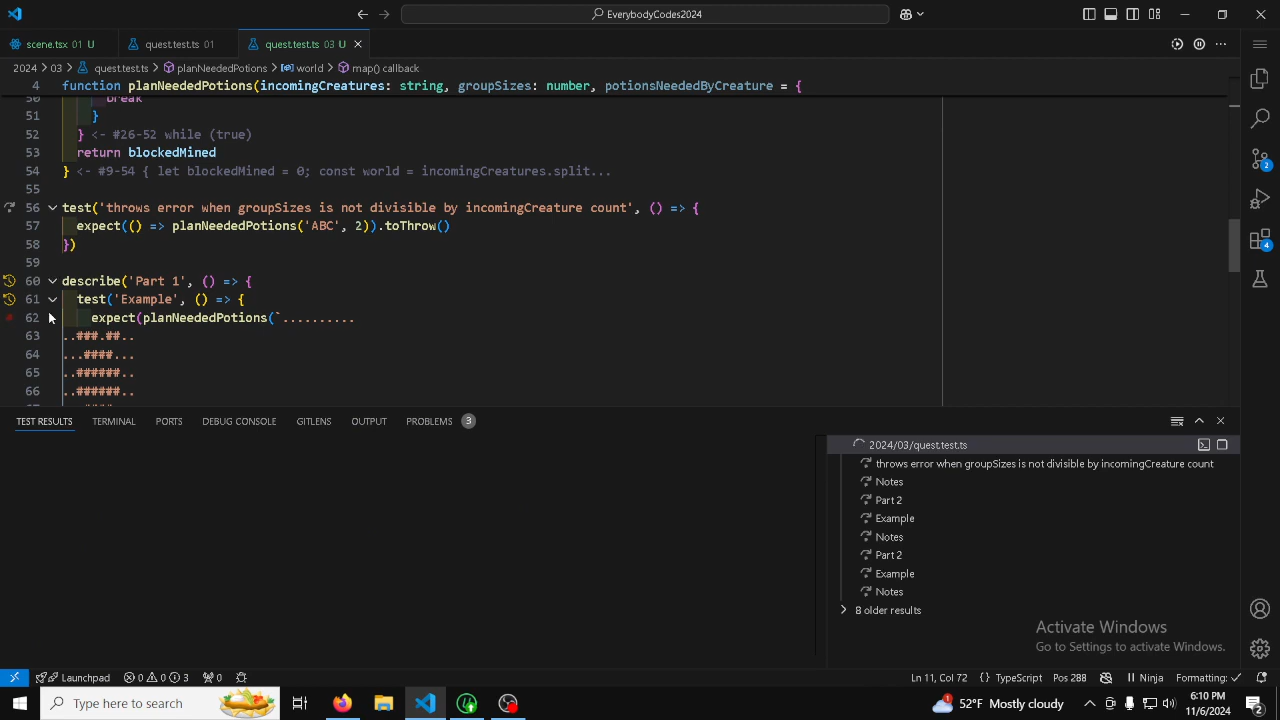 EverybodyCodes2024
scene.tsx 01 U
quest.test.ts 01
quest.test.ts 03 U
2024 > 03 > quest.test.ts > planNeededPotions > world > map() callback
4 function planNeededPotions(incomingCreatures: string, groupSizes: number, potionsNeededByCreature = {
50 break
51 }
52 } <- #26-52 while (true)
53 return blockedMined
54 } <- #9-54 { let blockedMined = 0; const world = incomingCreatures.split...
55
56 test('throws error when groupSizes is not divisible by incomingCreature count', () => {
57 expect(() => planNeededPotions('ABC', 2)).toThrow()
58 })
59
60 describe('Part 1', () => {
61 test('Example', () => {
62 expect(planNeededPotions(`..........
63 ..###.##..
64 ...####...
65 ..######..
66 ..######..
TEST RESULTS TERMINAL PORTS DEBUG CONSOLE GITLENS OUTPUT PROBLEMS 3
2024/03/quest.test.ts
throws error when groupSizes is not divisible by incomingCreature count
Notes
Part 2
Example
Notes
Part 2
Example
Notes
8 older results
2
4
Activate Windows
Go to Settings to activate Windows.
Launchpad 0 0 3 0 Ln 11, Col 72 {} TypeScript Pos 288 Ninja Formatting:
Type here to search
52°F Mostly cloudy
6:10 PM
11/6/2024
2